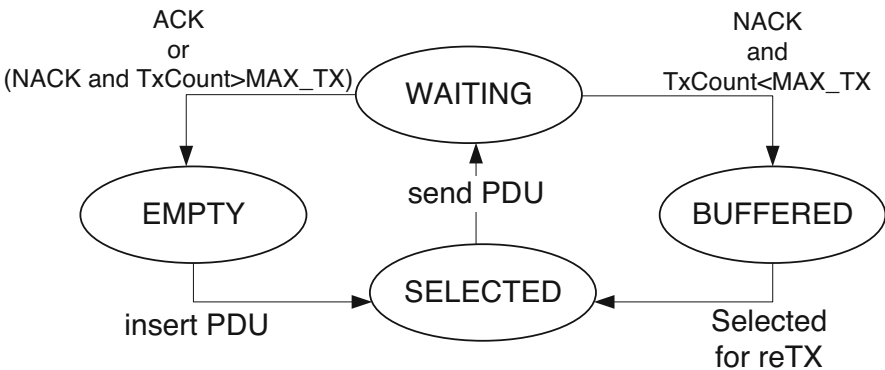 ACK
or
(NACK and TxCount>MAX_TX)
NACK
and
TxCount<MAX_TX
WAITING
EMPTY
send PDU
BUFFERED
SELECTED
insert PDU
Selected
for reTX